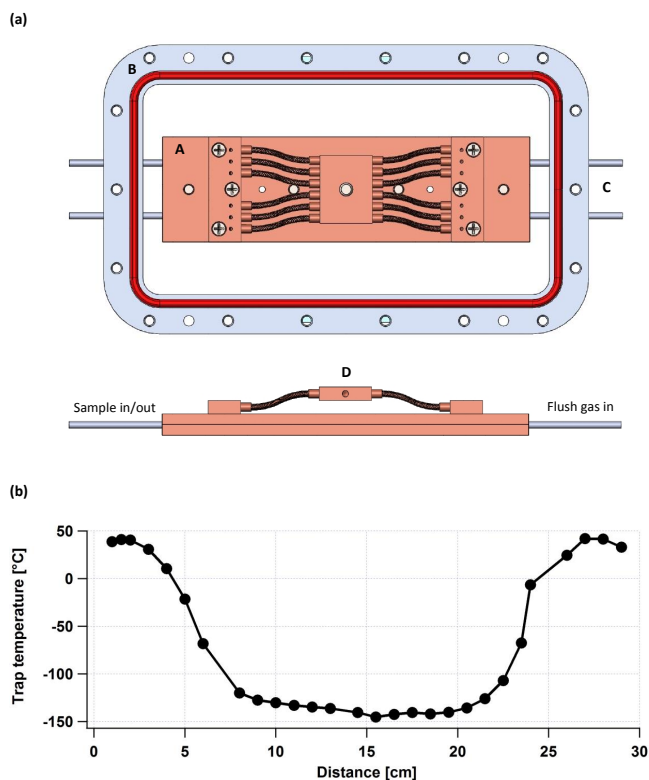 (a)
B
A
C
D
Sample in/out
Flush gas in
(b)
Trap temperature [°C]
50
0
-50
-100
-150
0 5 10 15 20 25 30
Distance [cm]